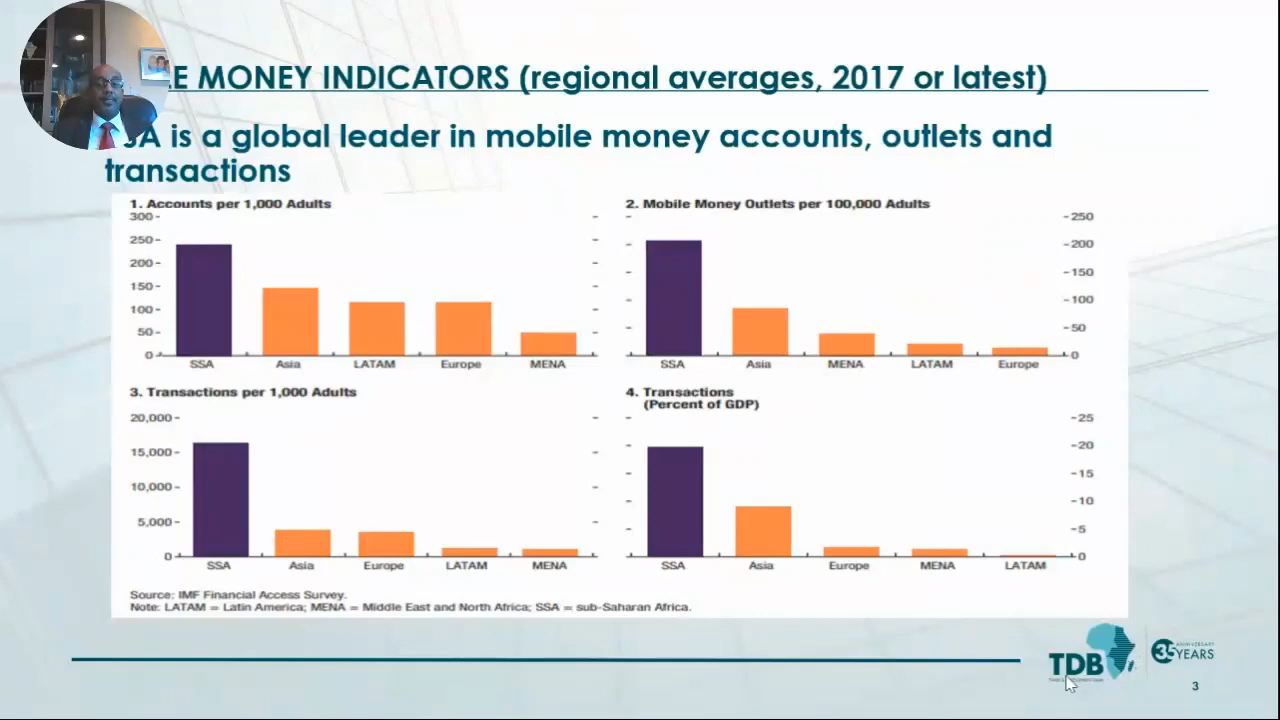 E MONEY INDICATORS (regional averages, 2017 or latest)
SA is a global leader in mobile money accounts, outlets and
transactions
1. Accounts per 1,000 Adults
300
250
200
150
100
50
0
SSA Asia LATAM Europe MENA
2. Mobile Money Outlets per 100,000 Adults
250
200
150
100
50
0
SSA Asia MENA LATAM Europe
3. Transactions per 1,000 Adults
20,000
15,000
10,000
5,000
0
SSA Asia Europe LATAM MENA
4. Transactions
(Percent of GDP)
25
20
15
10
5
0
SSA Asia Europe MENA LATAM
Source: IMF Financial Access Survey.
Note: LATAM = Latin America; MENA = Middle East and North Africa; SSA = sub-Saharan Africa.
TDB
35 ANNIVERSARY
YEARS
3